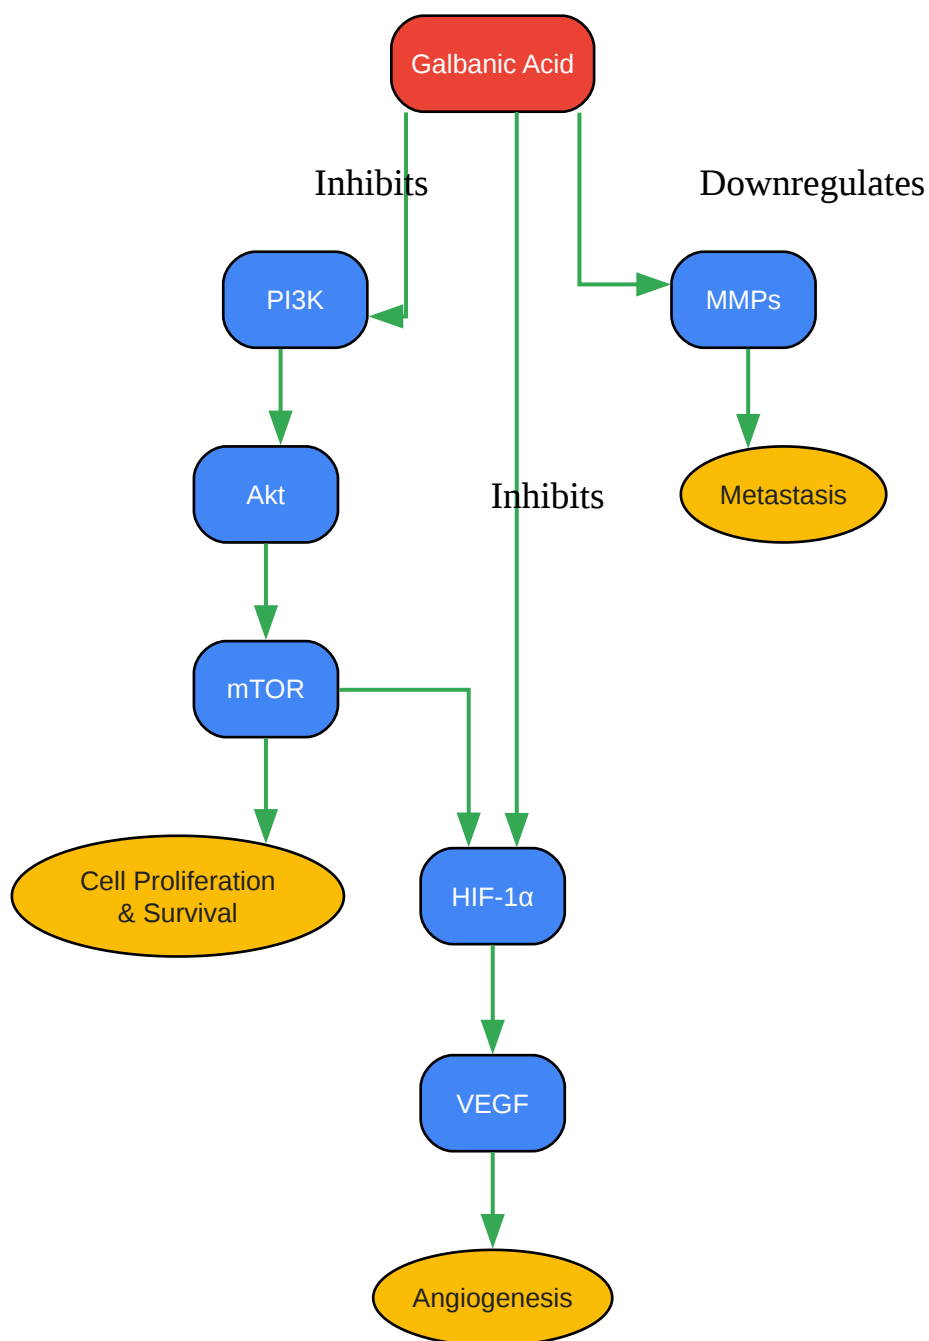 Galbanic Acid
Inhibits
Downregulates
PI3K
MMPs
Akt
Inhibits
Metastasis
mTOR
Cell Proliferation
& Survival
HIF-1α
VEGF
Angiogenesis